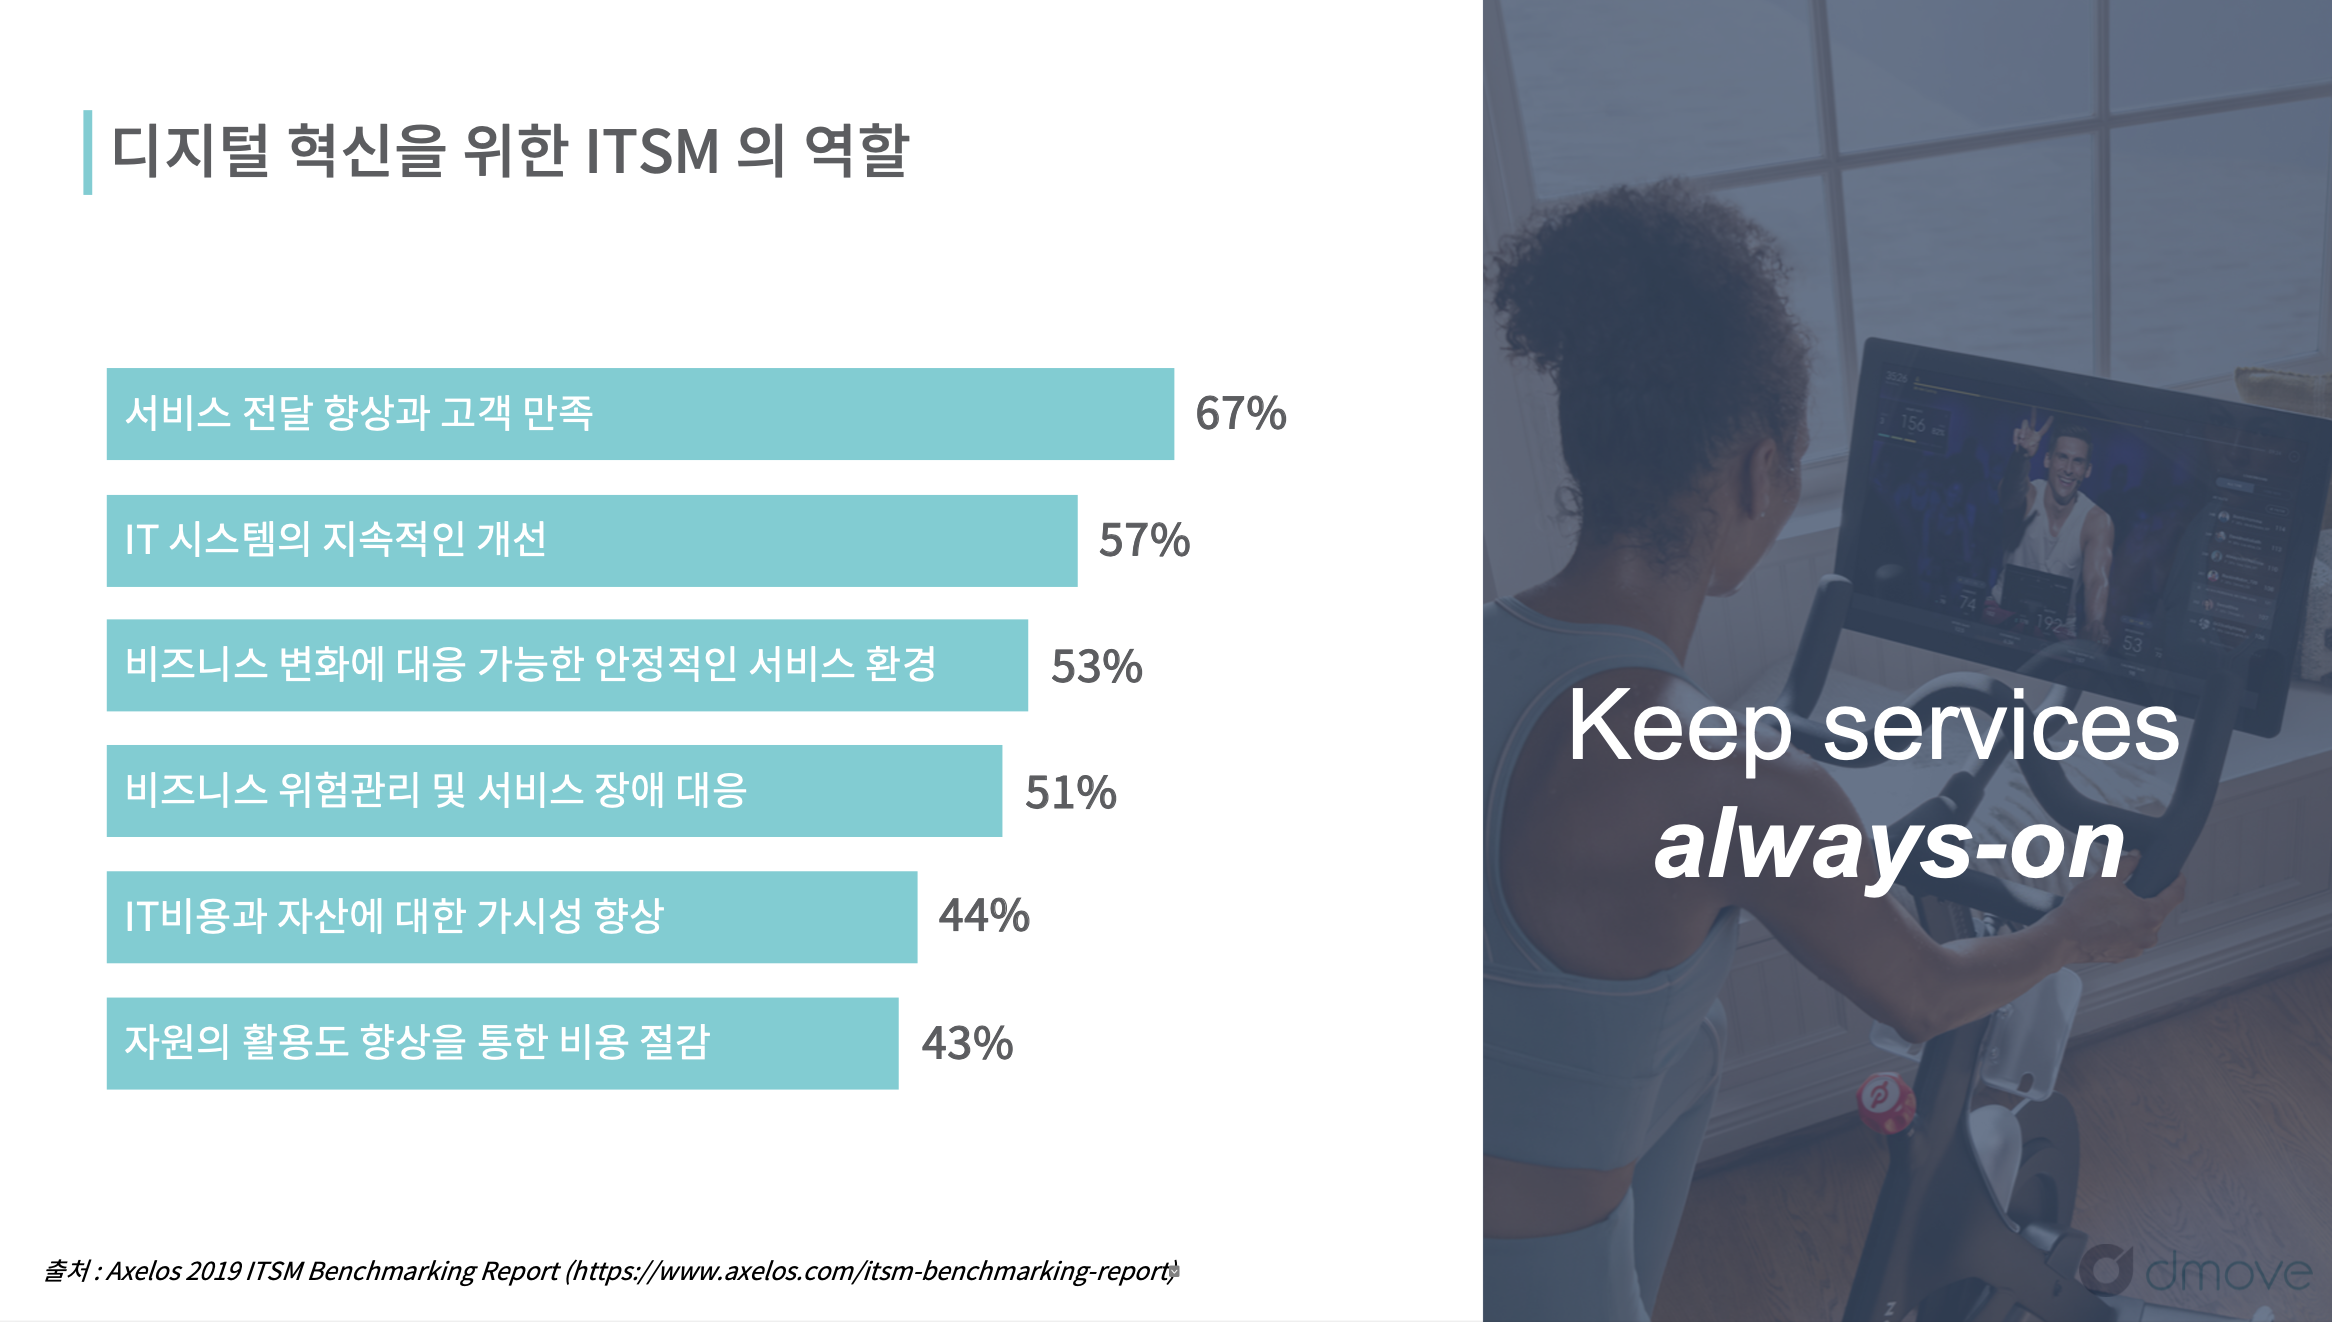 디지털 혁신을 위한 ITSM 의 역할
서비스 전달 향상과 고객 만족
67%
IT 시스템의 지속적인 개선
57%
비즈니스 변화에 대응 가능한 안정적인 서비스 환경
53%
비즈니스 위험관리 및 서비스 장애 대응
51%
IT비용과 자산에 대한 가시성 향상
44%
자원의 활용도 향상을 통한 비용 절감
43%
출처 : Axelos 2019 ITSM Benchmarking Report (https://www.axelos.com/itsm-benchmarking-report)
156
74
192
53
Keep services
always-on
dmove